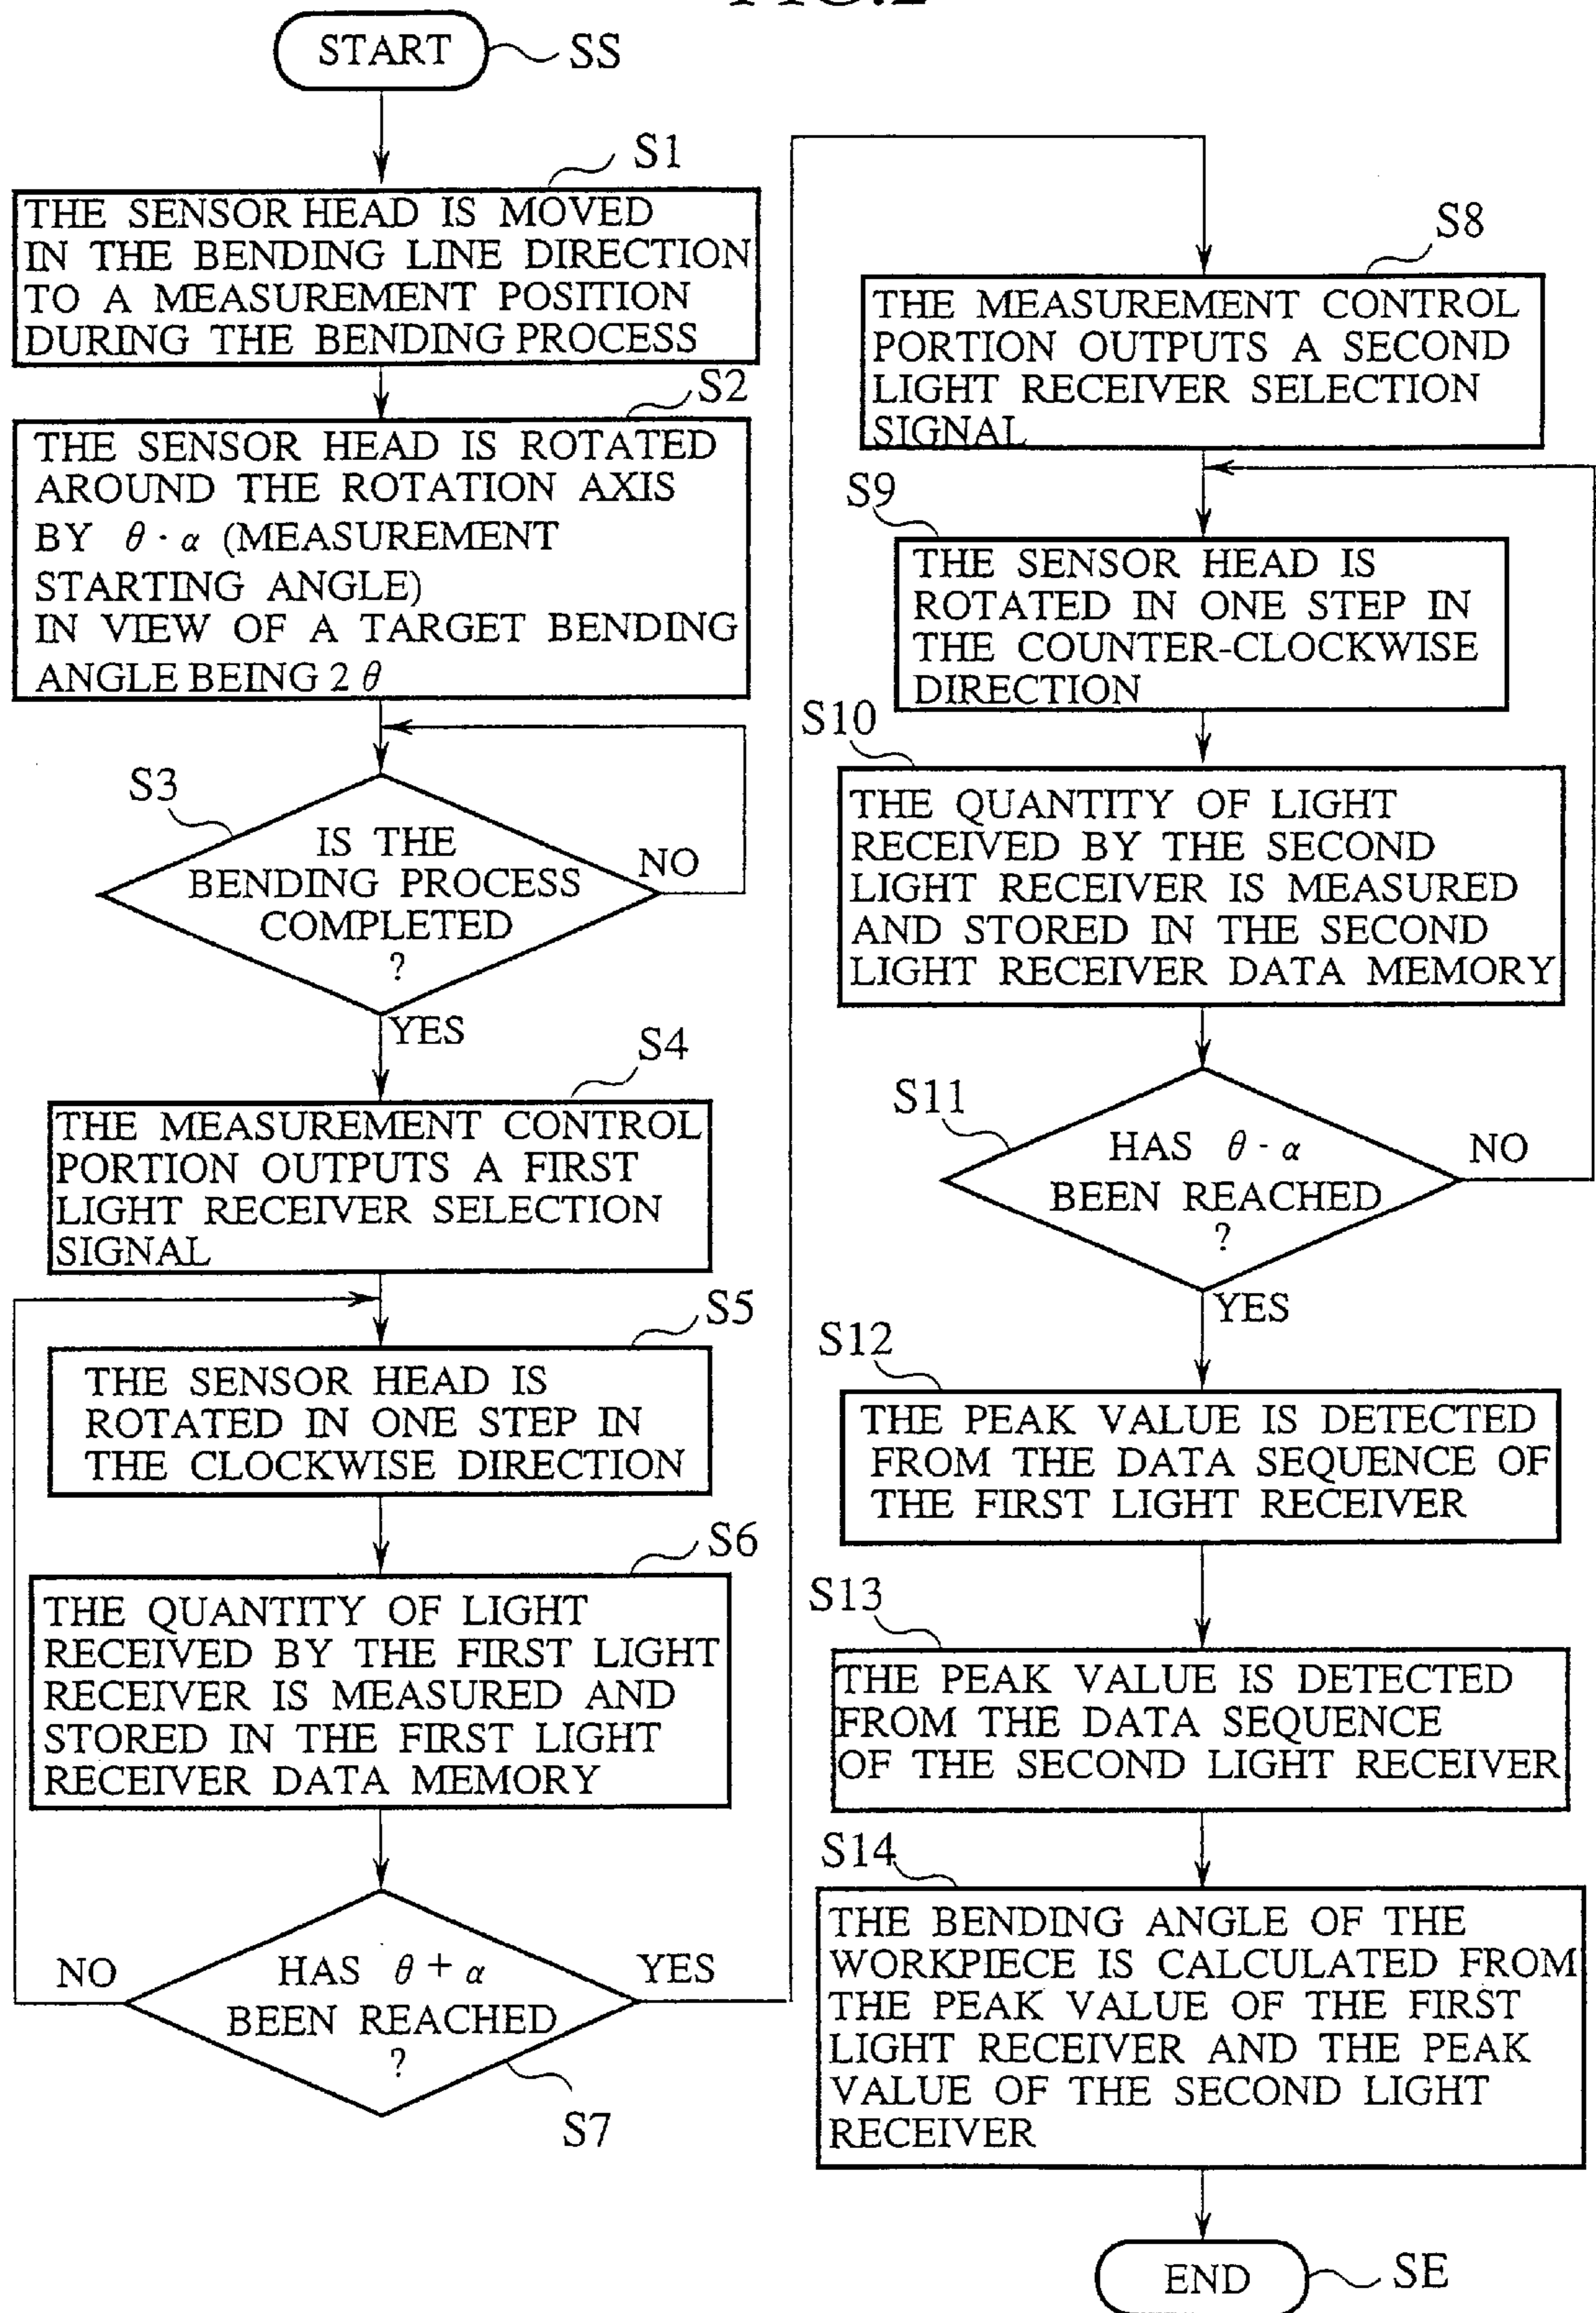 FIG.2
START
SS
S1
THE SENSOR HEAD IS MOVED
IN THE BENDING LINE DIRECTION
TO A MEASUREMENT POSITION
DURING THE BENDING PROCESS
S2
THE SENSOR HEAD IS ROTATED
AROUND THE ROTATION AXIS
BY θ - α (MEASUREMENT
STARTING ANGLE)
IN VIEW OF A TARGET BENDING
ANGLE BEING 2 θ
S3
IS THE
BENDING PROCESS
COMPLETED
?
NO
YES
S4
THE MEASUREMENT CONTROL
PORTION OUTPUTS A FIRST
LIGHT RECEIVER SELECTION
SIGNAL
S5
THE SENSOR HEAD IS
ROTATED IN ONE STEP IN
THE CLOCKWISE DIRECTION
S6
THE QUANTITY OF LIGHT
RECEIVED BY THE FIRST LIGHT
RECEIVER IS MEASURED AND
STORED IN THE FIRST LIGHT
RECEIVER DATA MEMORY
NO
HAS θ + α
BEEN REACHED
?
YES
S7
S8
THE MEASUREMENT CONTROL
PORTION OUTPUTS A SECOND
LIGHT RECEIVER SELECTION
SIGNAL
S9
THE SENSOR HEAD IS
ROTATED IN ONE STEP IN
THE COUNTER-CLOCKWISE
DIRECTION
S10
THE QUANTITY OF LIGHT
RECEIVED BY THE SECOND
LIGHT RECEIVER IS MEASURED
AND STORED IN THE SECOND
LIGHT RECEIVER DATA MEMORY
S11
HAS θ - α
BEEN REACHED
?
NO
YES
S12
THE PEAK VALUE IS DETECTED
FROM THE DATA SEQUENCE OF
THE FIRST LIGHT RECEIVER
S13
THE PEAK VALUE IS DETECTED
FROM THE DATA SEQUENCE
OF THE SECOND LIGHT RECEIVER
S14
THE BENDING ANGLE OF THE
WORKPIECE IS CALCULATED FROM
THE PEAK VALUE OF THE FIRST
LIGHT RECEIVER AND THE PEAK
VALUE OF THE SECOND LIGHT
RECEIVER
END
SE